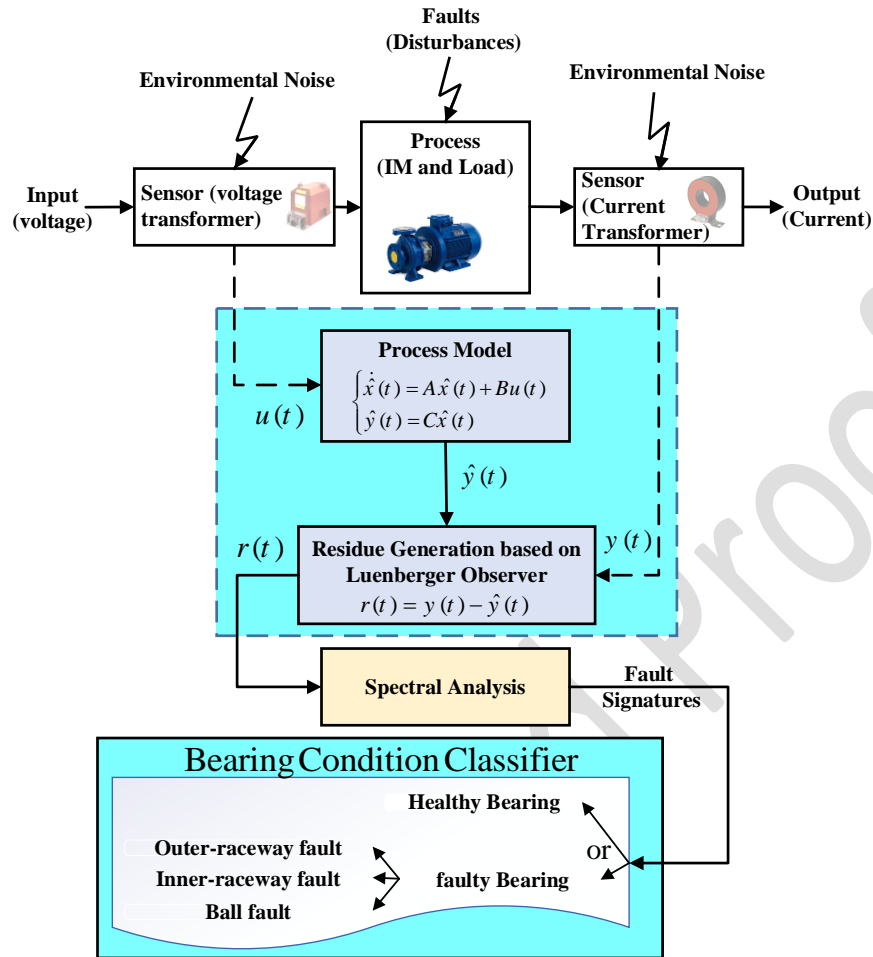 Faults
(Disturbances)
Environmental Noise
Environmental Noise
Process
(IM and Load)
Input
(voltage)
Sensor (voltage
transformer)
Sensor
(Current
Transformer)
Output
(Current)
Process Model
ẋ̂(t) = Ax̂(t) + Bu(t)
ŷ(t) = Cx̂(t)
u(t)
ŷ(t)
r(t)
Residue Generation based on
Luenberger Observer
r(t) = y(t) − ŷ(t)
y(t)
Spectral Analysis
Fault
Signatures
Bearing Condition Classifier
Healthy Bearing
or
Outer-raceway fault
Inner-raceway fault
faulty Bearing
Ball fault